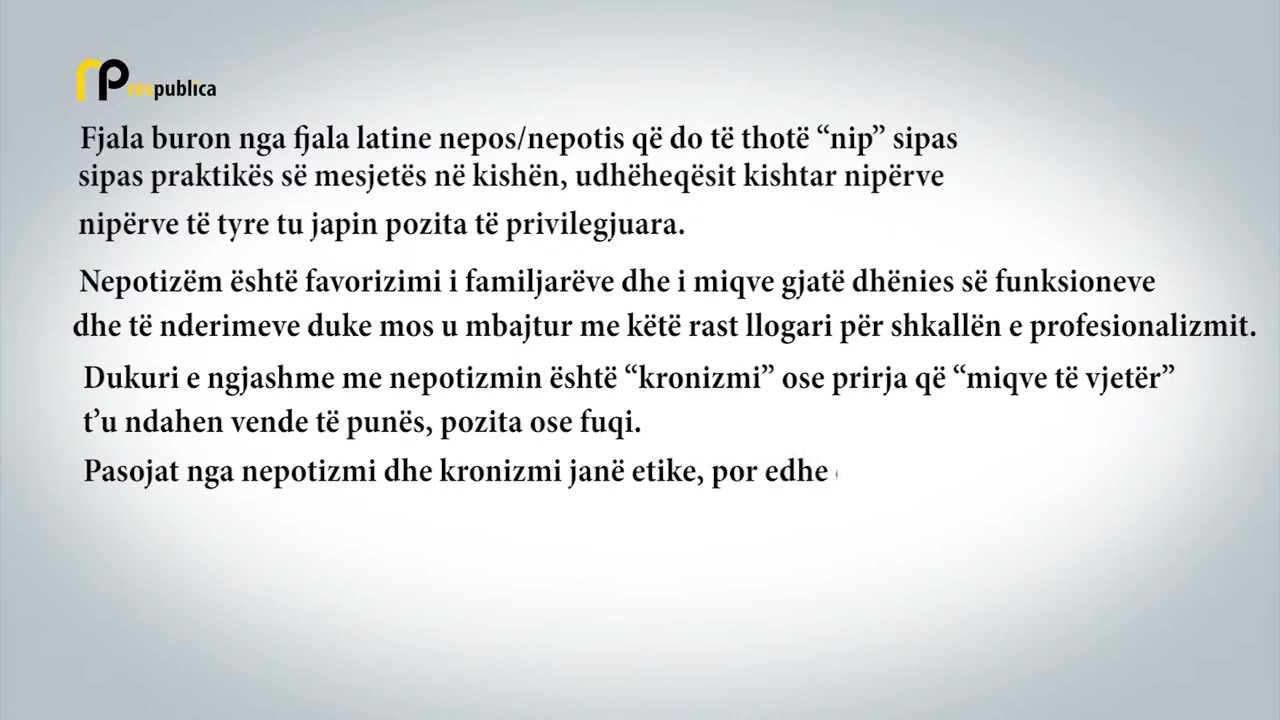 respublica
Fjala buron nga fjala latine nepos/nepotis që do të thotë “nip” sipas
sipas praktikës së mesjetës në kishën, udhëheqësit kishtar nipërve
nipërve të tyre tu japin pozita të privilegjuara.
Nepotizëm është favorizimi i familjarëve dhe i miqve gjatë dhënies së funksioneve
dhe të nderimeve duke mos u mbajtur me këtë rast llogari për shkallën e profesionalizmit.
Dukuri e ngjashme me nepotizmin është “kronizmi” ose prirja që “miqve të vjetër”
t’u ndahen vende të punës, pozita ose fuqi.
Pasojat nga nepotizmi dhe kronizmi janë etike, por edhe